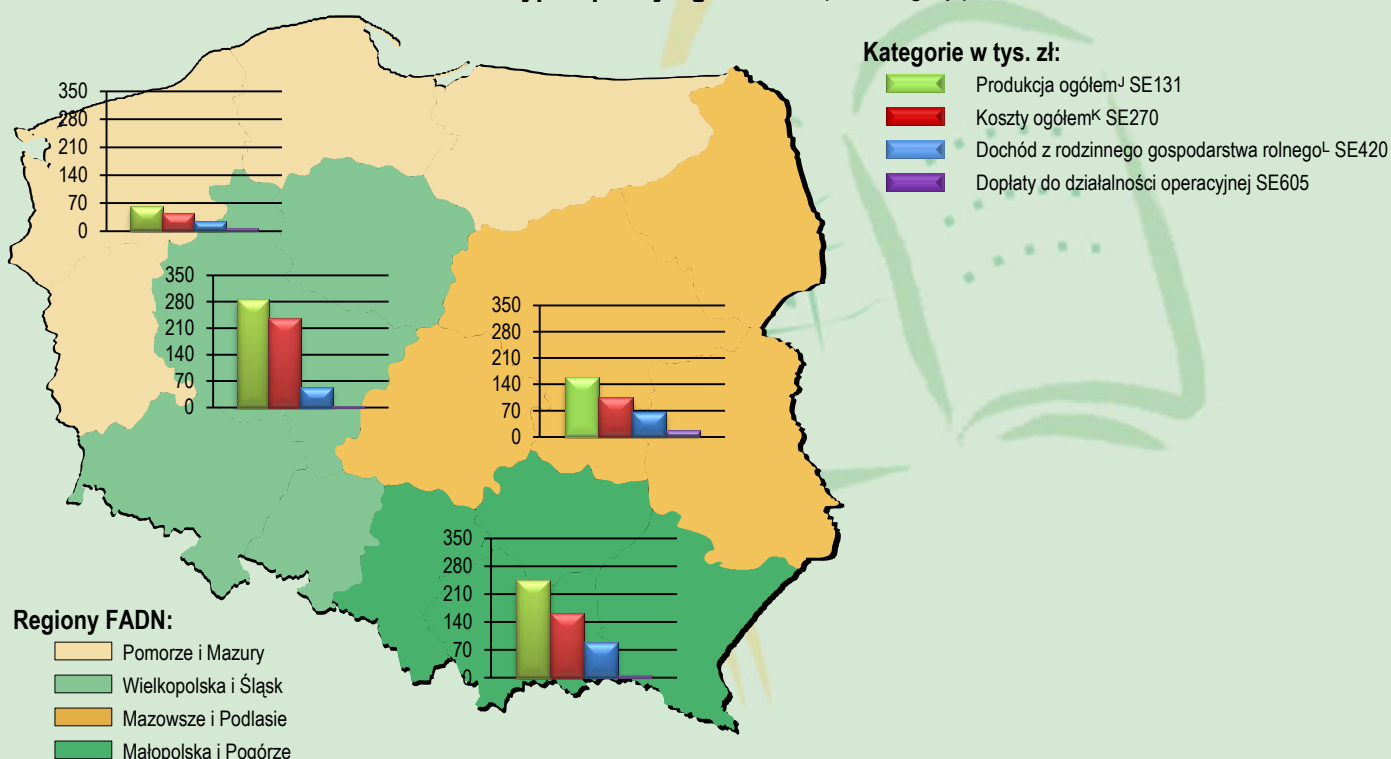 Kategorie w tys. zł:
Produkcja ogółemᴶ SE131
Koszty ogółemᴷ SE270
Dochód z rodzinnego gospodarstwa rolnegoᴸ SE420
Dopłaty do działalności operacyjnej SE605
350
280
210
140
70
0
350
280
210
140
70
0
350
280
210
140
70
0
350
280
210
140
70
0
Regiony FADN:
Pomorze i Mazury
Wielkopolska i Śląsk
Mazowsze i Podlasie
Małopolska i Pogórze